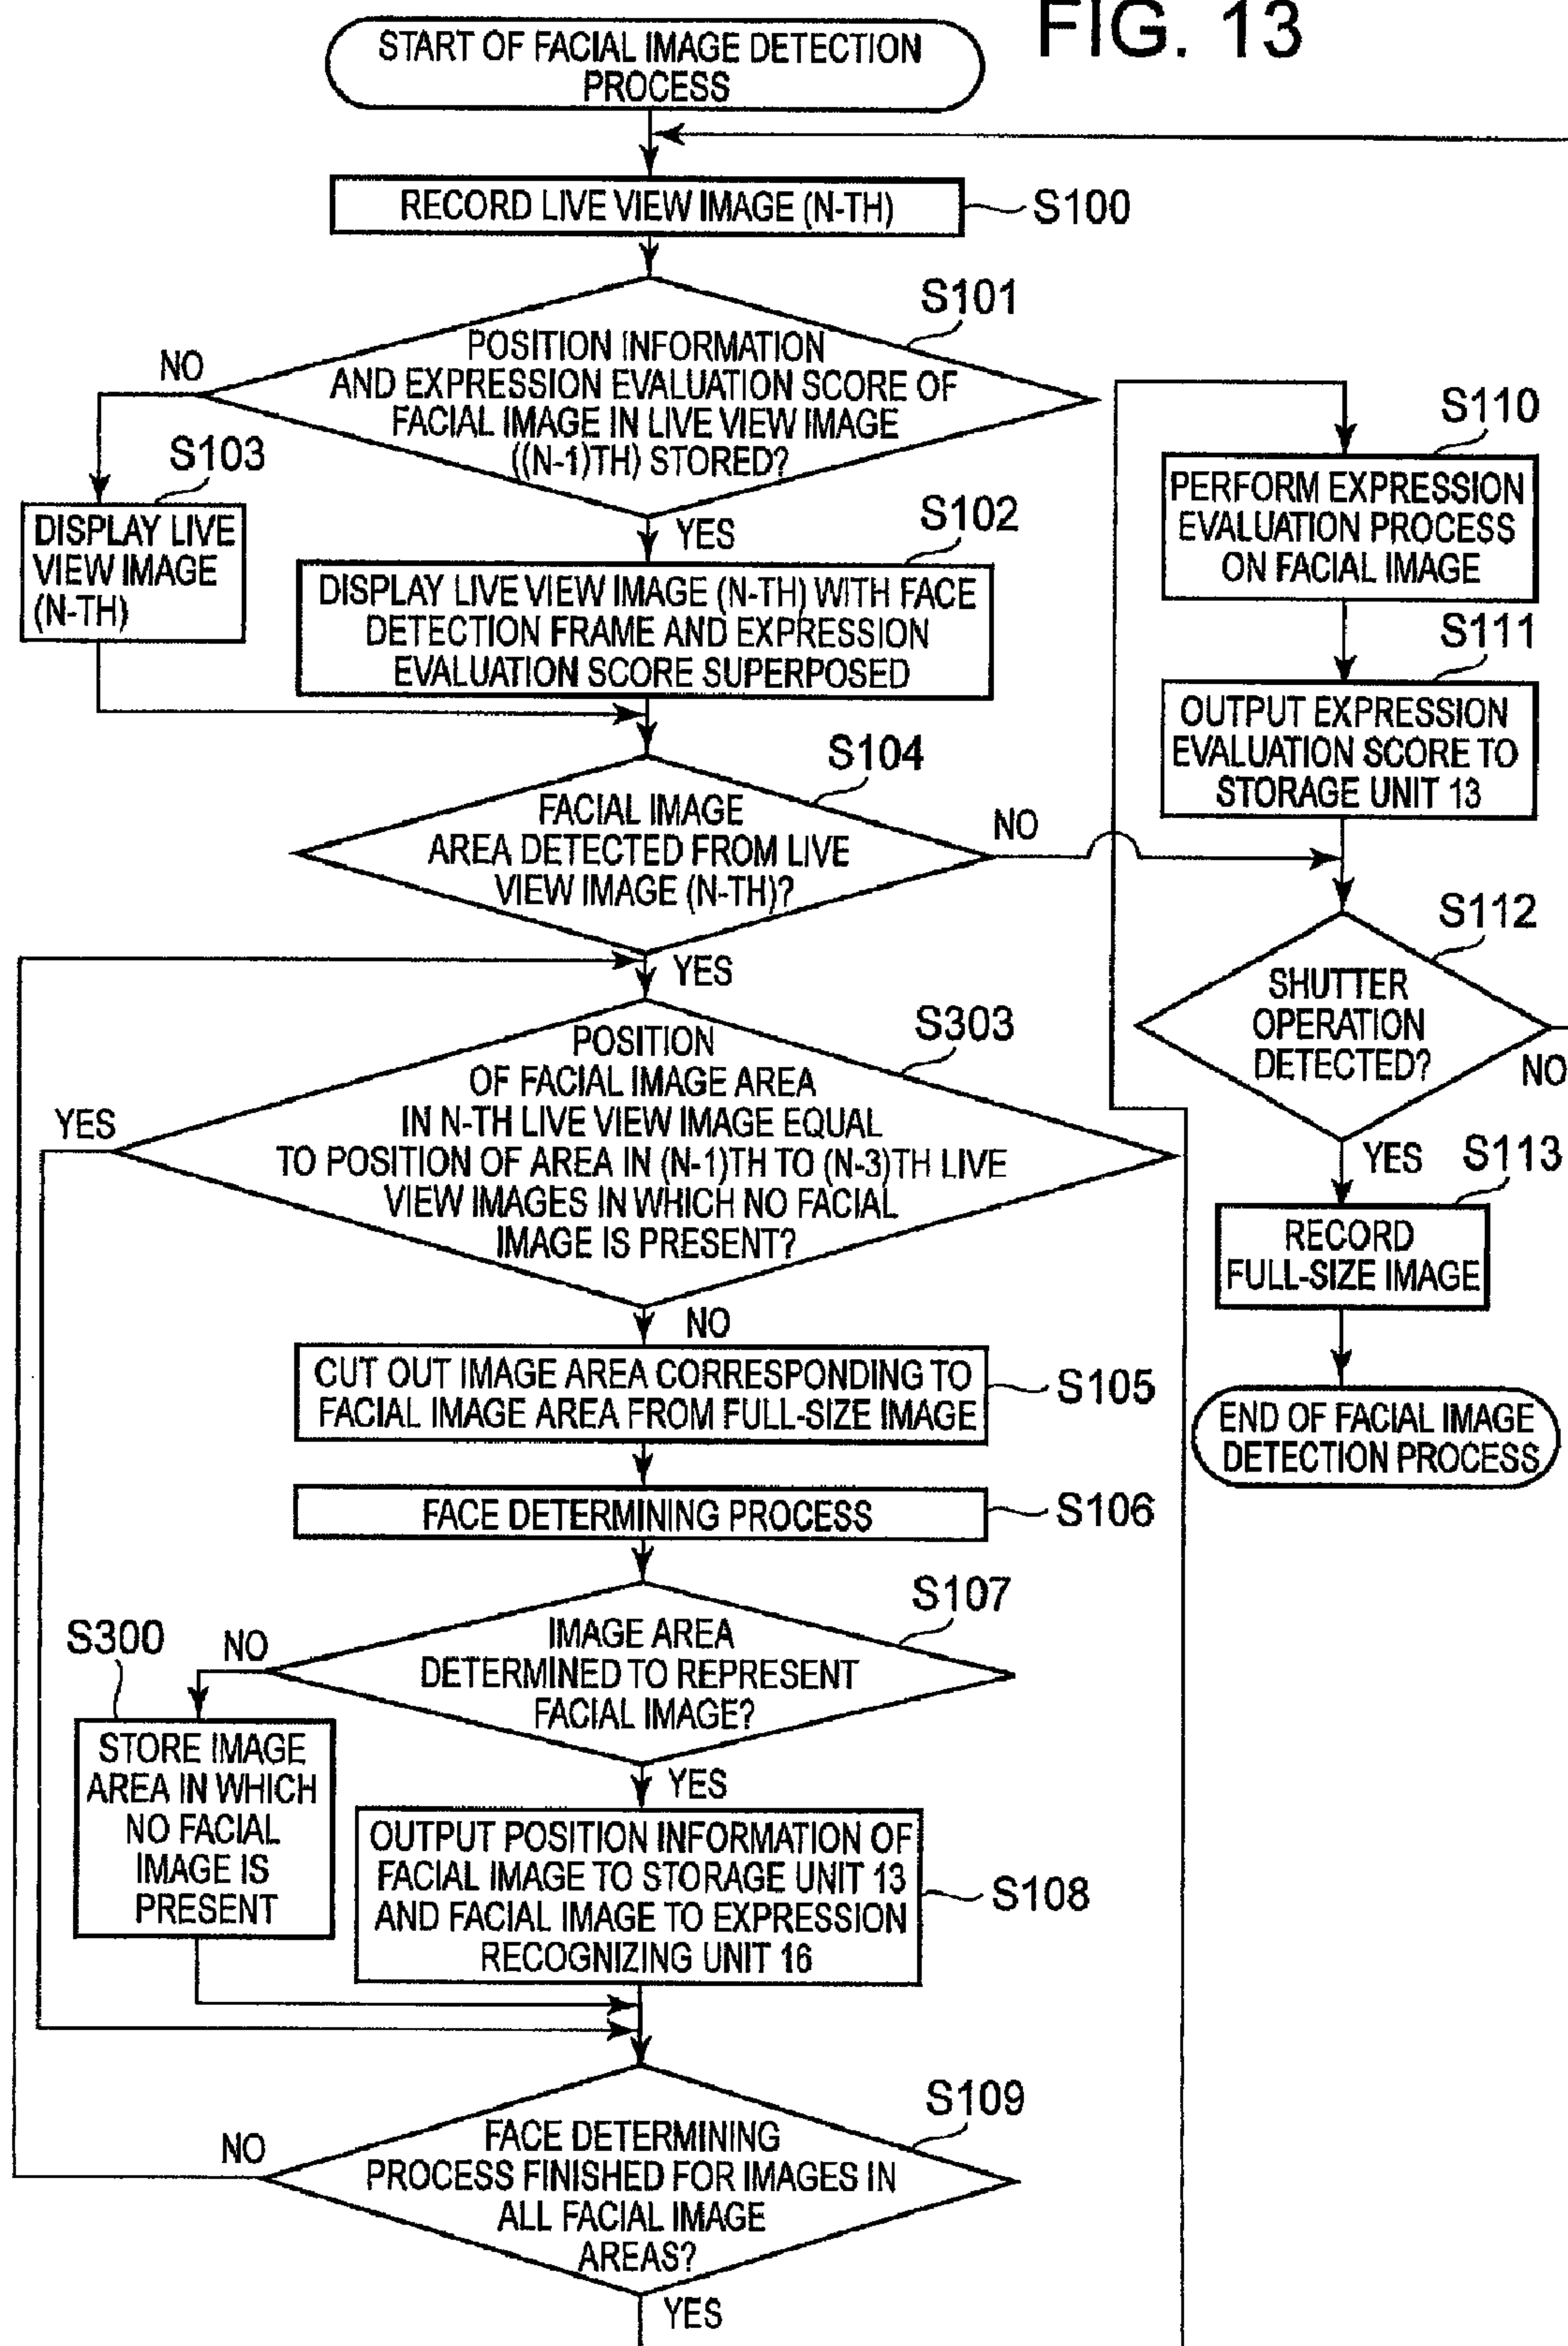 FIG. 13
START OF FACIAL IMAGE DETECTION
PROCESS
RECORD LIVE VIEW IMAGE (N-TH)
S100
S101
POSITION INFORMATION
AND EXPRESSION EVALUATION SCORE OF
FACIAL IMAGE IN LIVE VIEW IMAGE
((N-1)TH) STORED?
NO
YES
S103
DISPLAY LIVE
VIEW IMAGE
(N-TH)
S102
DISPLAY LIVE VIEW IMAGE (N-TH) WITH FACE
DETECTION FRAME AND EXPRESSION
EVALUATION SCORE SUPERPOSED
S104
FACIAL IMAGE
AREA DETECTED FROM LIVE
VIEW IMAGE (N-TH)?
NO
YES
S303
POSITION
OF FACIAL IMAGE AREA
IN N-TH LIVE VIEW IMAGE EQUAL
TO POSITION OF AREA IN (N-1)TH TO (N-3)TH LIVE
VIEW IMAGES IN WHICH NO FACIAL
IMAGE IS PRESENT?
YES
NO
CUT OUT IMAGE AREA CORRESPONDING TO
FACIAL IMAGE AREA FROM FULL-SIZE IMAGE
S105
FACE DETERMINING PROCESS
S106
S107
IMAGE AREA
DETERMINED TO REPRESENT
FACIAL IMAGE?
NO
YES
S300
STORE IMAGE
AREA IN WHICH
NO FACIAL
IMAGE IS
PRESENT
OUTPUT POSITION INFORMATION OF
FACIAL IMAGE TO STORAGE UNIT 13
AND FACIAL IMAGE TO EXPRESSION
RECOGNIZING UNIT 16
S108
S109
FACE DETERMINING
PROCESS FINISHED FOR IMAGES IN
ALL FACIAL IMAGE
AREAS?
NO
YES
S110
PERFORM EXPRESSION
EVALUATION PROCESS
ON FACIAL IMAGE
S111
OUTPUT EXPRESSION
EVALUATION SCORE TO
STORAGE UNIT 13
S112
SHUTTER
OPERATION
DETECTED?
NO
YES
S113
RECORD
FULL-SIZE IMAGE
END OF FACIAL IMAGE
DETECTION PROCESS